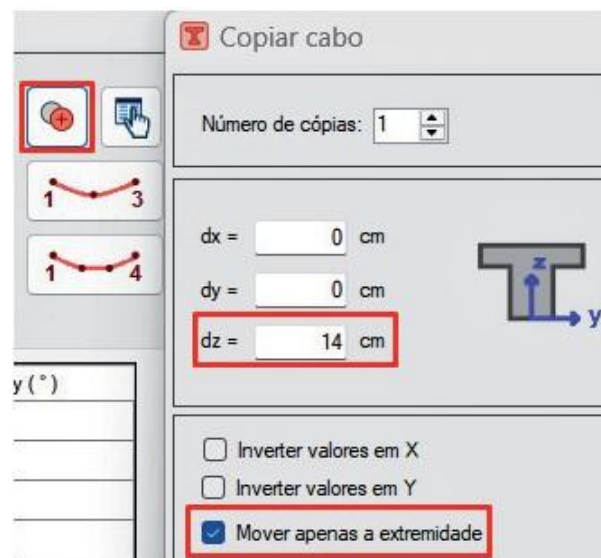 Copiar cabo
Número de cópias: 1
1 3
1 4
dx = 0 cm
dy = 0 cm
dz = 14 cm
z
y
y(°)
Inverter valores em X
Inverter valores em Y
Mover apenas a extremidade